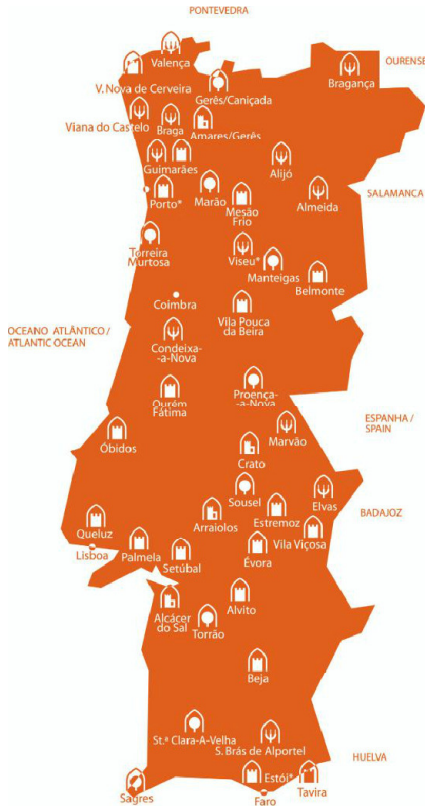 PONTEVEDRA
Valença
OURENSE
V. Nova de Cerveira
Gerês/Caniçada
Bragança
Viana do Castelo
Braga
Amares/Gerês
Guimarães
Alijó
SALAMANCA
Porto*
Marão
Mesão
Frio
Almeida
Torreira
Murtosa
Viseu*
Manteigas
Belmonte
Coimbra
Vila Pouca
da Beira
OCEANO ATLÂNTICO /
ATLANTIC OCEAN
Condeixa-
-a-Nova
Ourém
Fátima
Proença-
-a-Nova
ESPANHA /
SPAIN
Marvão
Óbidos
Crato
Sousel
Elvas
Arraiolos
Estremoz
BADAJOZ
Queluz
Vila Viçosa
Lisboa
Palmela
Setúbal
Évora
Alvito
Alcácer
do Sal
Torrão
Beja
St.ª Clara-A-Velha
S. Brás de Alportel
HUELVA
Estói*
Tavira
Sagres
Faro